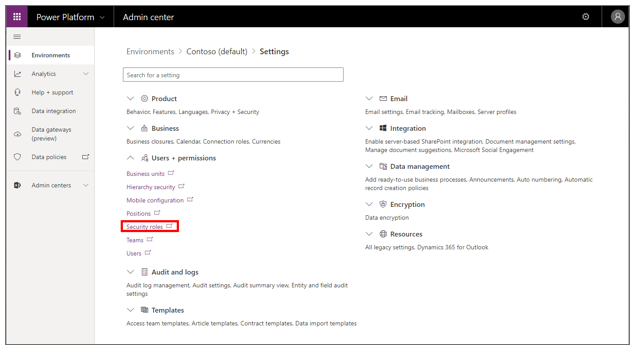 Power Platform
Admin center
Environments
Analytics
Help + support
Data integration
Data gateways
(preview)
Data policies
Admin centers
Environments > Contoso (default) > Settings
Search for a setting
Product
Behavior, Features, Languages, Privacy + Security
Business
Business closures, Calendar, Connection roles, Currencies
Users + permissions
Business units
Hierarchy security
Mobile configuration
Positions
Security roles
Teams
Users
Audit and logs
Audit log management, Audit settings, Audit summary view, Entity and field audit
settings
Templates
Access team templates, Article templates, Contract templates, Data import templates
Email
Email settings, Email tracking, Mailboxes, Server profiles
Integration
Enable server-based SharePoint integration, Document management settings,
Manage document suggestions, Microsoft Social Engagement
Data management
Add ready-to-use business processes, Announcements, Auto numbering, Automatic
record creation policies
Encryption
Data encryption
Resources
All legacy settings, Dynamics 365 for Outlook